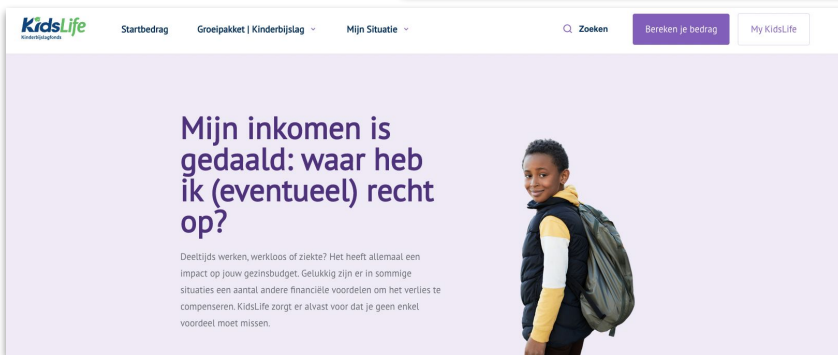 KidsLife
Kinderbijslagfonds
Startbedrag
Groeipakket | Kinderbijslag
Mijn Situatie
Zoeken
Bereken je bedrag
My KidsLife
Mijn inkomen is
gedaald: waar heb
ik (eventueel) recht
op?
Deeltijds werken, werkloos of ziekte? Het heeft allemaal een
impact op jouw gezinsbudget. Gelukkig zijn er in sommige
situaties een aantal andere financiële voordelen om het verlies te
compenseren. KidsLife zorgt er alvast voor dat je geen enkel
voordeel moet missen.